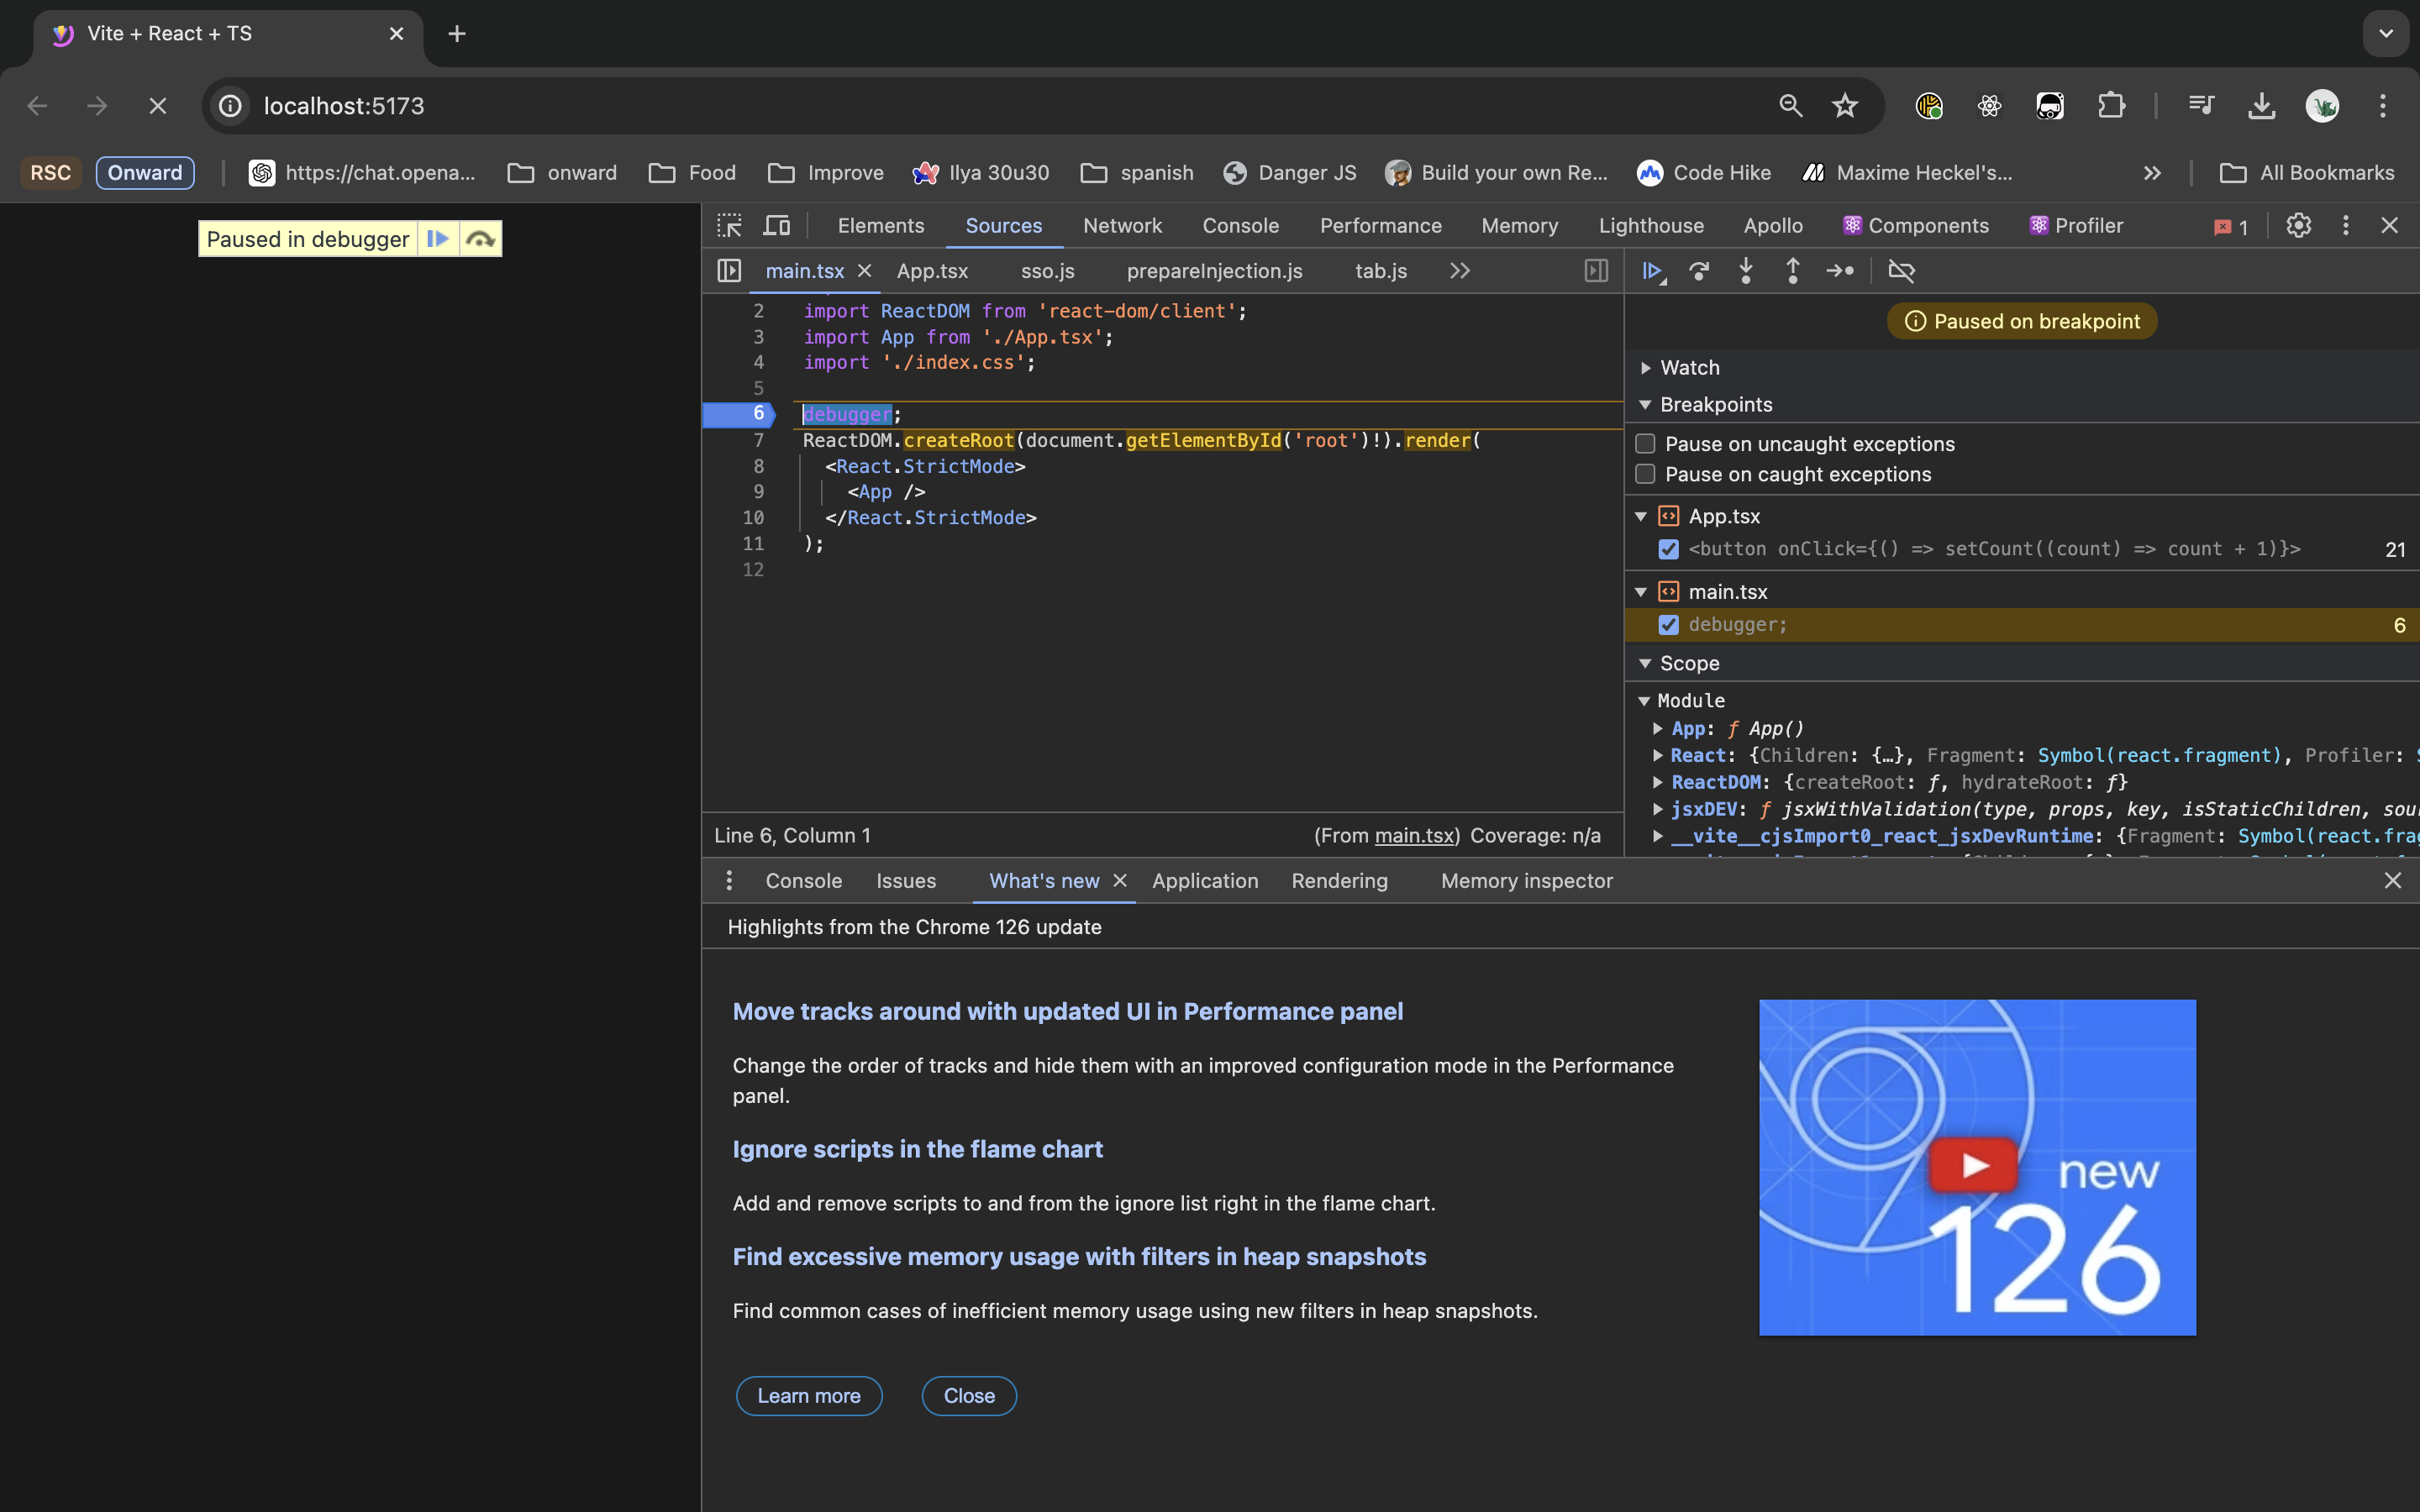 Vite + React + TS
localhost:5173
RSC Onward https://chat.opena... onward Food Improve Ilya 30u30 spanish Danger JS Build your own Re... Code Hike Maxime Heckel's... All Bookmarks
Paused in debugger
Elements Sources Network Console Performance Memory Lighthouse Apollo Components Profiler 1
main.tsx App.tsx sso.js prepareInjection.js tab.js
2 import ReactDOM from 'react-dom/client';
3 import App from './App.tsx';
4 import './index.css';
5
6 debugger;
7 ReactDOM.createRoot(document.getElementById('root')!).render(
8 <React.StrictMode>
9 <App />
10 </React.StrictMode>
11 );
12
Line 6, Column 1 (From main.tsx) Coverage: n/a
Paused on breakpoint
Watch
Breakpoints
Pause on uncaught exceptions
Pause on caught exceptions
App.tsx
<button onClick={() => setCount((count) => count + 1)}> 21
main.tsx
debugger; 6
Scope
Module
App: ƒ App()
React: {Children: {…}, Fragment: Symbol(react.fragment), Profiler:
ReactDOM: {createRoot: ƒ, hydrateRoot: ƒ}
jsxDEV: ƒ jsxWithValidation(type, props, key, isStaticChildren, sou
__vite__cjsImport0_react_jsxDevRuntime: {Fragment: Symbol(react.fra
Console Issues What's new Application Rendering Memory inspector
Highlights from the Chrome 126 update
Move tracks around with updated UI in Performance panel
Change the order of tracks and hide them with an improved configuration mode in the Performance
panel.
Ignore scripts in the flame chart
Add and remove scripts to and from the ignore list right in the flame chart.
Find excessive memory usage with filters in heap snapshots
Find common cases of inefficient memory usage using new filters in heap snapshots.
Learn more Close
new
126